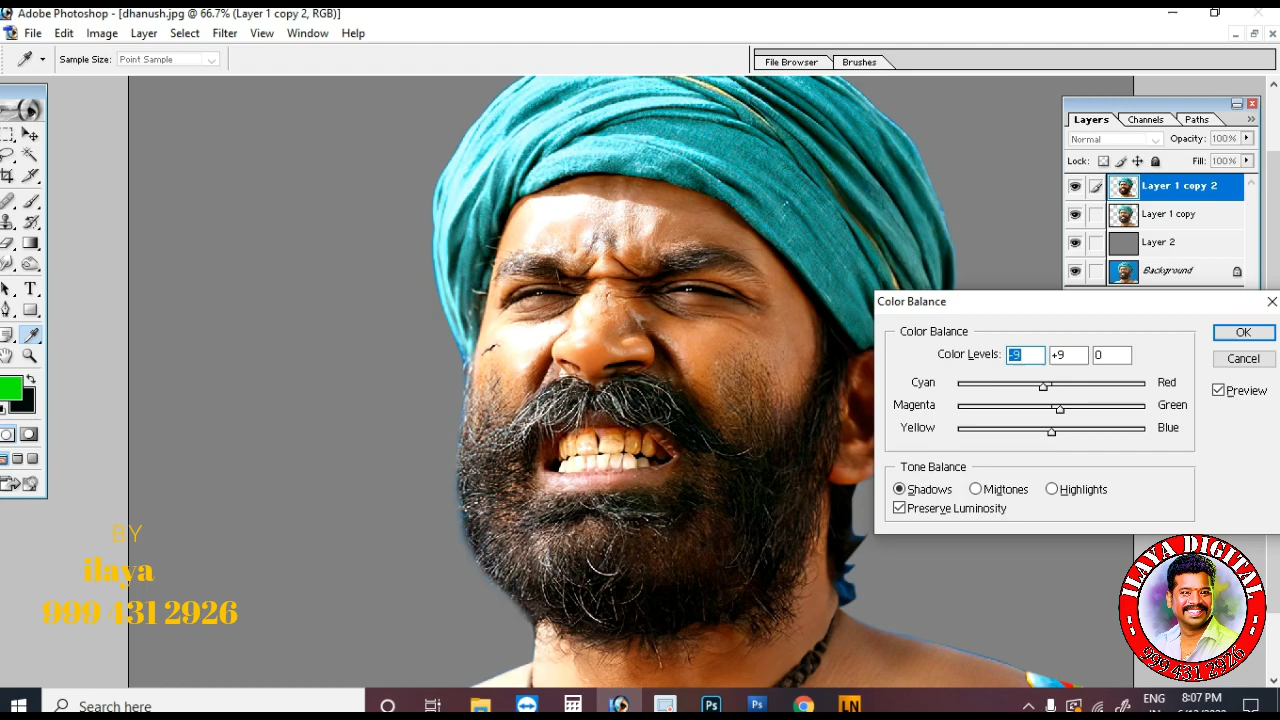 Adobe Photoshop - [dhanush.jpg @ 66.7% (Layer 1 copy 2, RGB)]
File Edit Image Layer Select Filter View Window Help
Sample Size: Point Sample
File Browser Brushes
Layers Channels Paths
Normal Opacity: 100%
Lock: Fill: 100%
Layer 1 copy 2
Layer 1 copy
Layer 2
Background
Color Balance
Color Balance
Color Levels: -9 +9 0
Cyan Red
Magenta Green
Yellow Blue
OK
Cancel
Preview
Tone Balance
Shadows Midtones Highlights
Preserve Luminosity
T
BY
ilaya
999 431 2926
ILAYA DIGITAL
999 431 2926
Search here
Ps Ps LN
ENG
8:07 PM